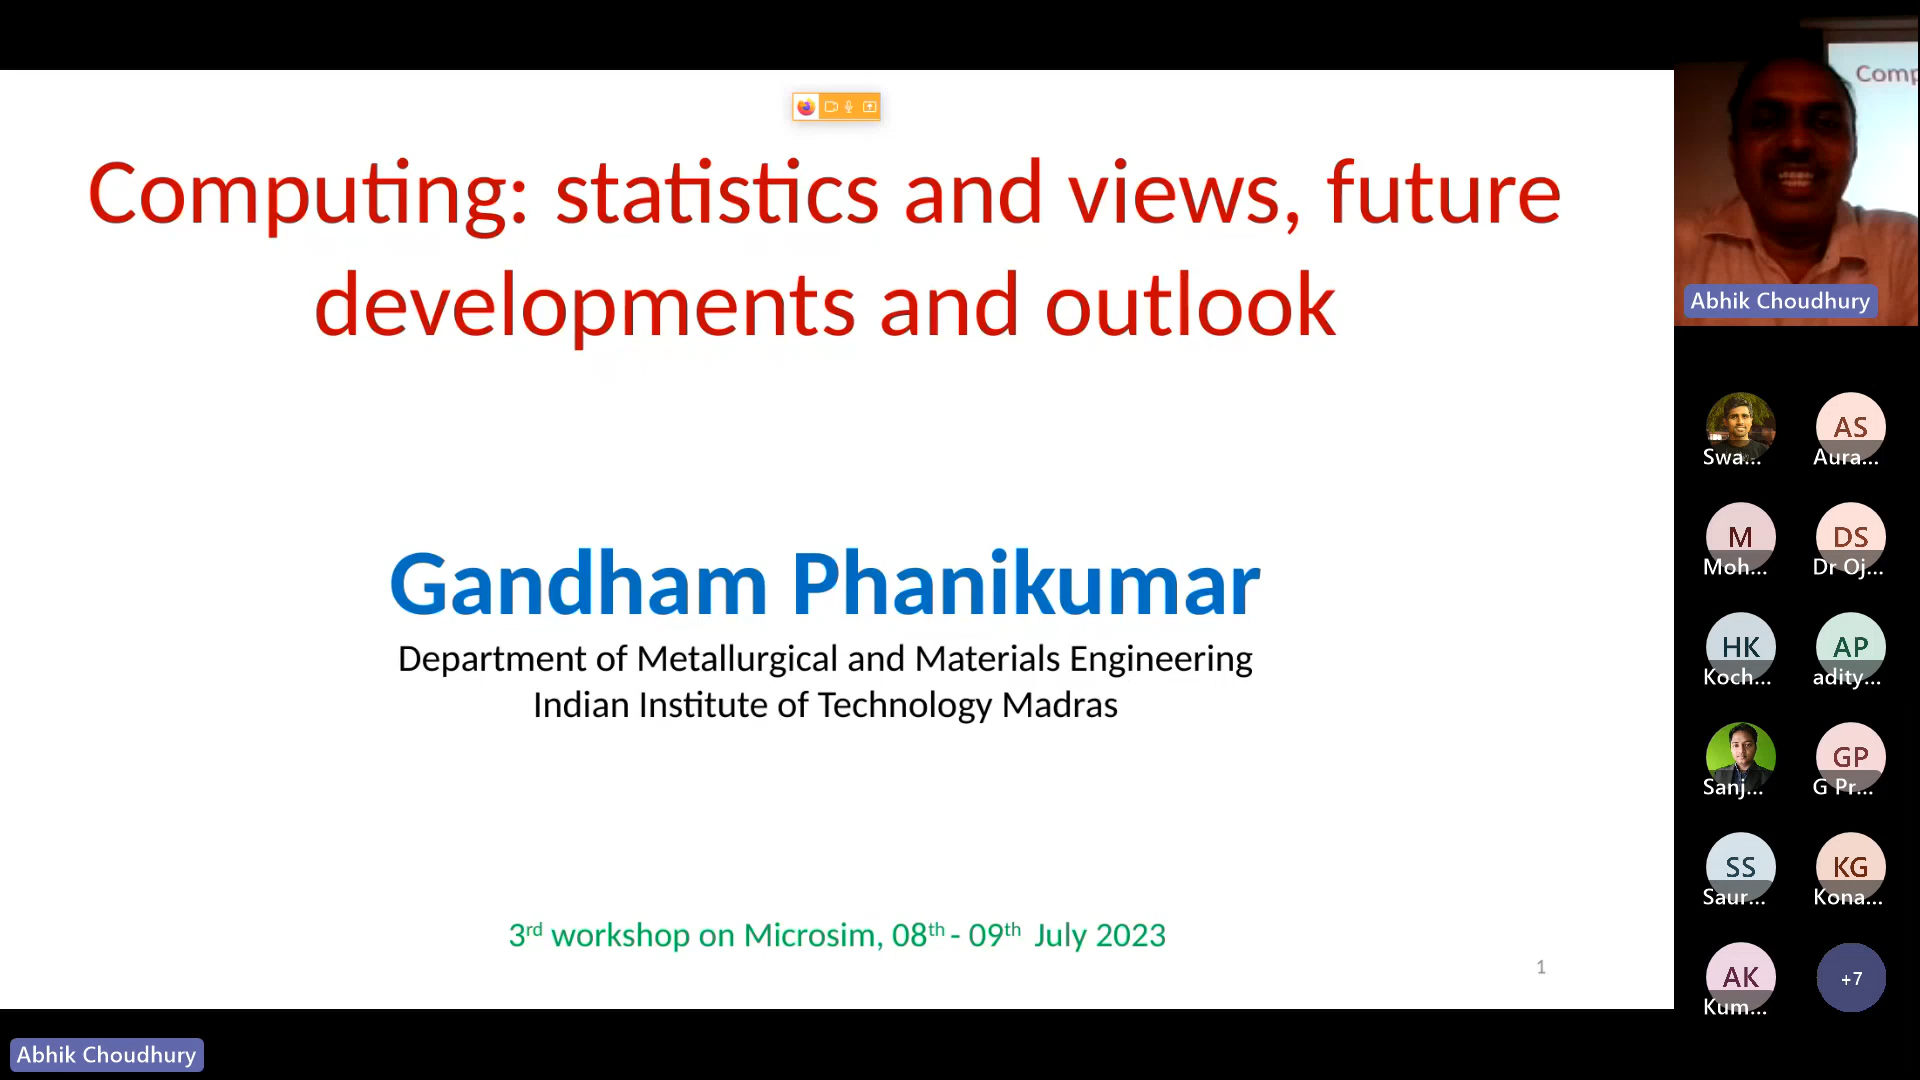 Computing: statistics and views, future
developments and outlook
Gandham Phanikumar
Department of Metallurgical and Materials Engineering
Indian Institute of Technology Madras
3rd workshop on Microsim, 08th - 09th July 2023
1
Abhik Choudhury
Comp
Abhik Choudhury
Swa...
AS
Aura...
M
Moh...
DS
Dr Oj...
HK
Koch...
AP
adity...
Sanj...
GP
G Pr...
SS
Saur...
KG
Kona...
AK
Kum...
+7